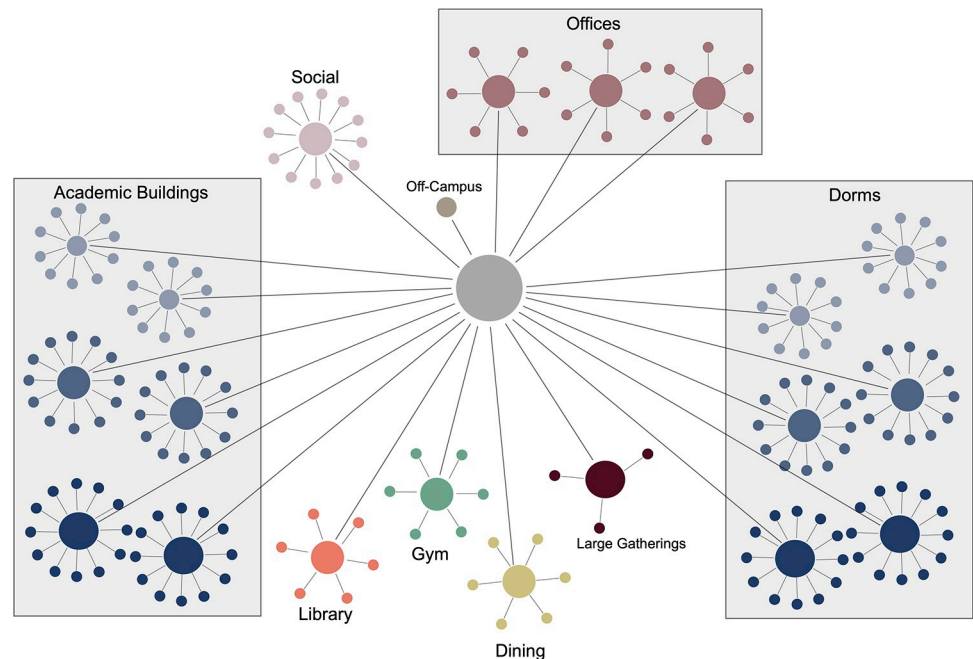 Offices
Social
Off-Campus
Academic Buildings
Dorms
Gym
Large Gatherings
Library
Dining